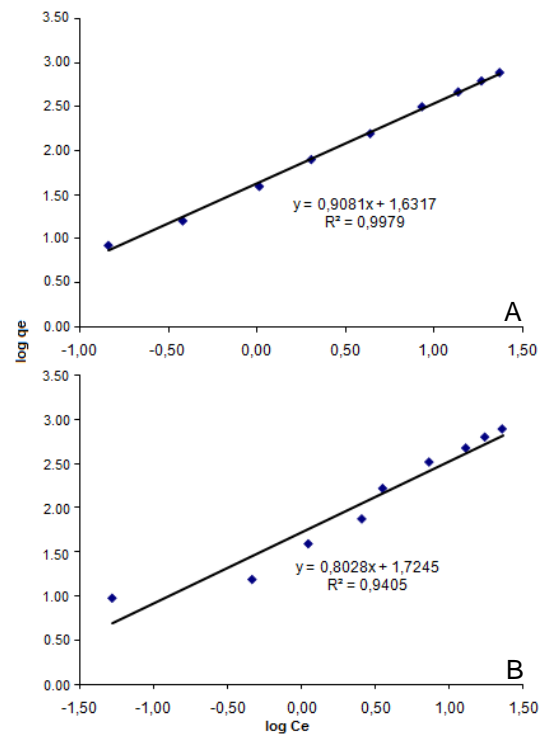 3.50
3.00
2.50
2.00
1.50
1.00
0.50
0.00
-1,00 -0,50 0,00 0,50 1,00 1,50
y = 0,9081x + 1,6317
R² = 0,9979
A
log qe
3.50
3.00
2.50
2.00
1.50
1.00
0.50
0.00
-1,50 -1,00 -0,50 0,00 0,50 1,00 1,50
y = 0,8028x + 1,7245
R² = 0,9405
B
log Ce